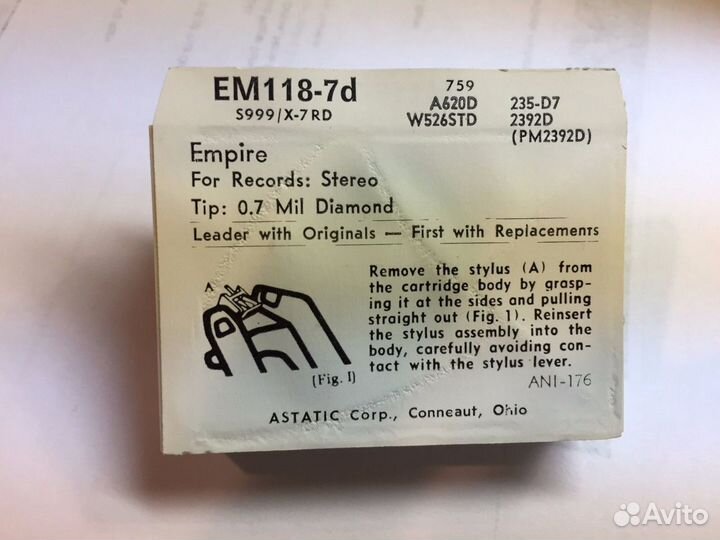 EM118-7d
S999/X-7RD
759
A620D 235-D7
W526STD 2392D
(PM2392D)
Empire
For Records: Stereo
Tip: 0.7 Mil Diamond
Leader with Originals — First with Replacements
A
Remove the stylus (A) from
the cartridge body by grasp-
ing it at the sides and pulling
straight out (Fig. 1). Reinsert
the stylus assembly into the
body, carefully avoiding con-
tact with the stylus lever.
(Fig. I)
ANI-176
ASTATIC Corp., Conneaut, Ohio
Avito